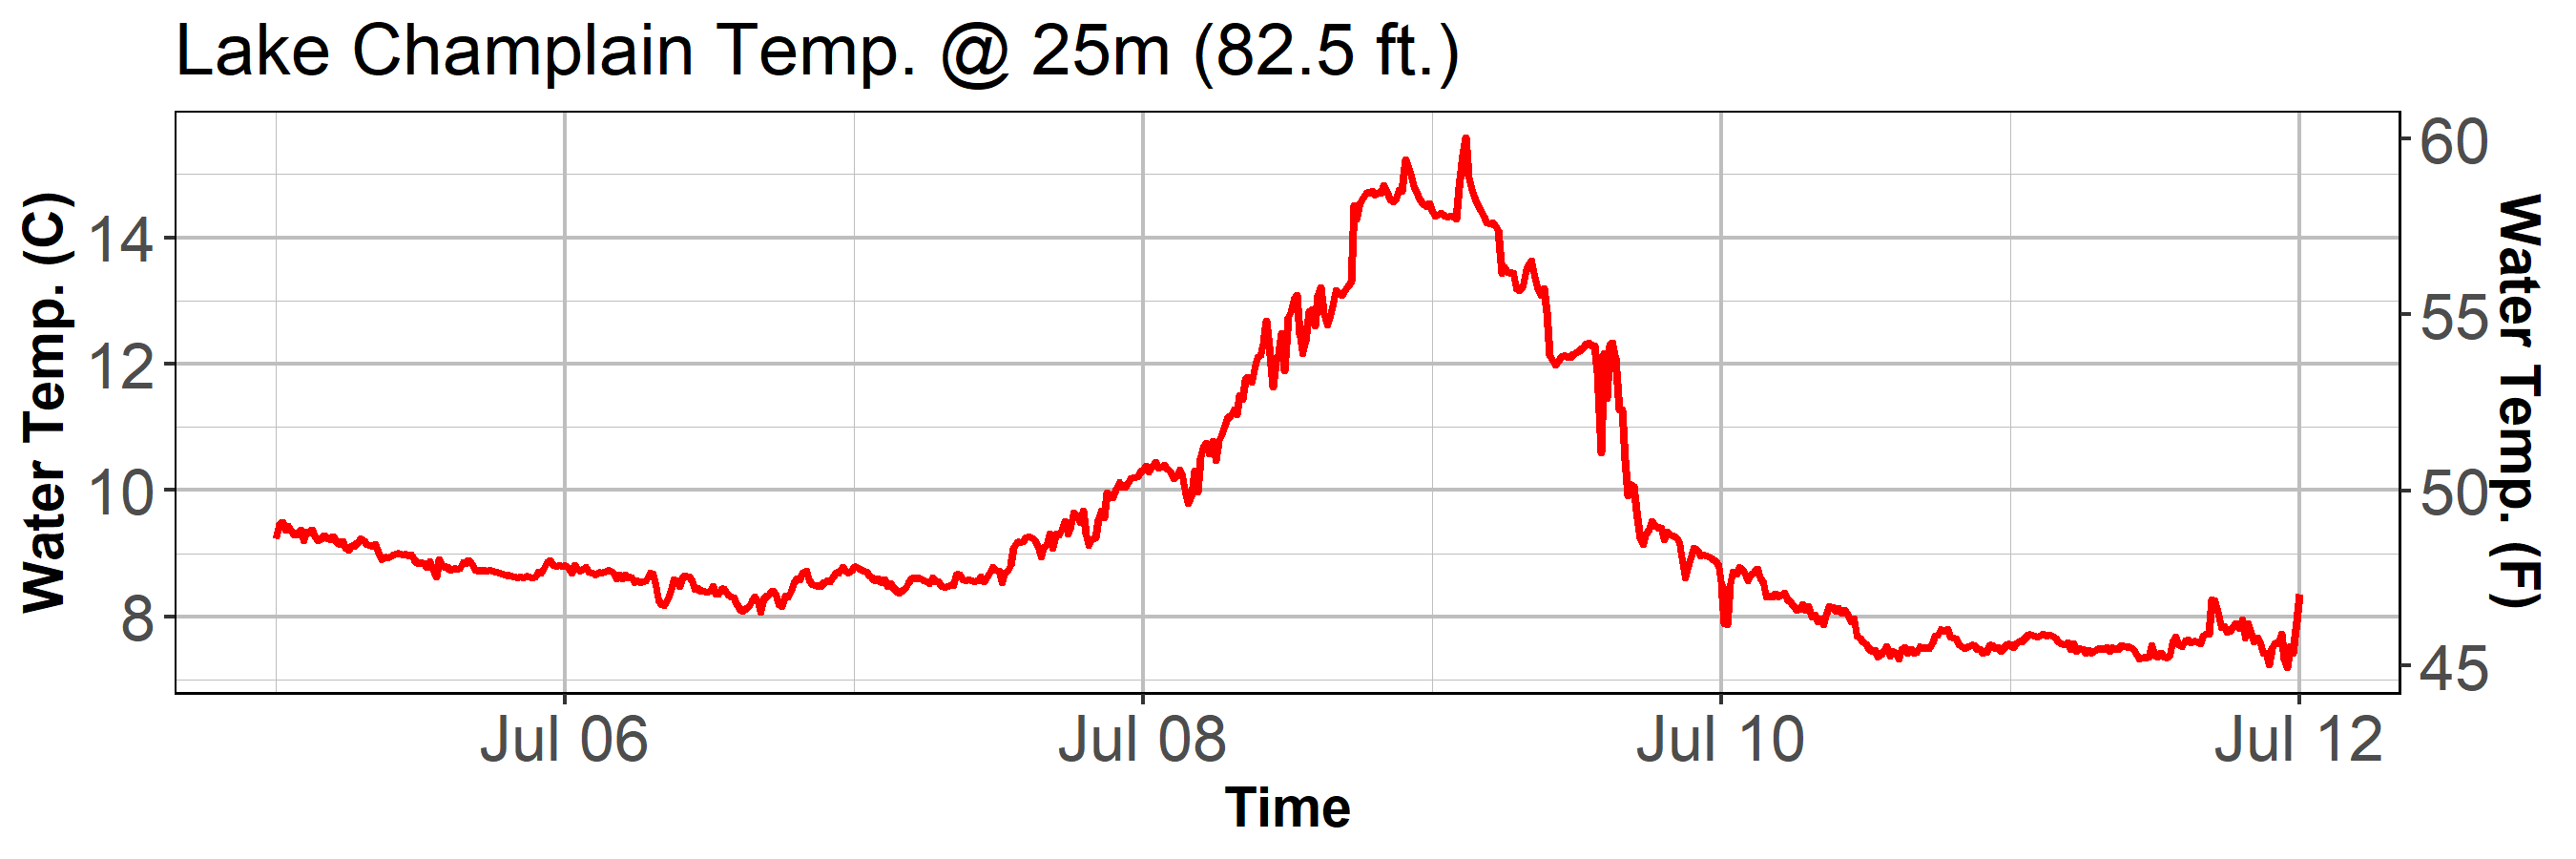 Lake Champlain Temp. @ 25m (82.5 ft.)
Water Temp. (C)
14
12
10
8
60
55
50
45
Water Temp. (F)
Jul 06 Jul 08 Jul 10 Jul 12
Time